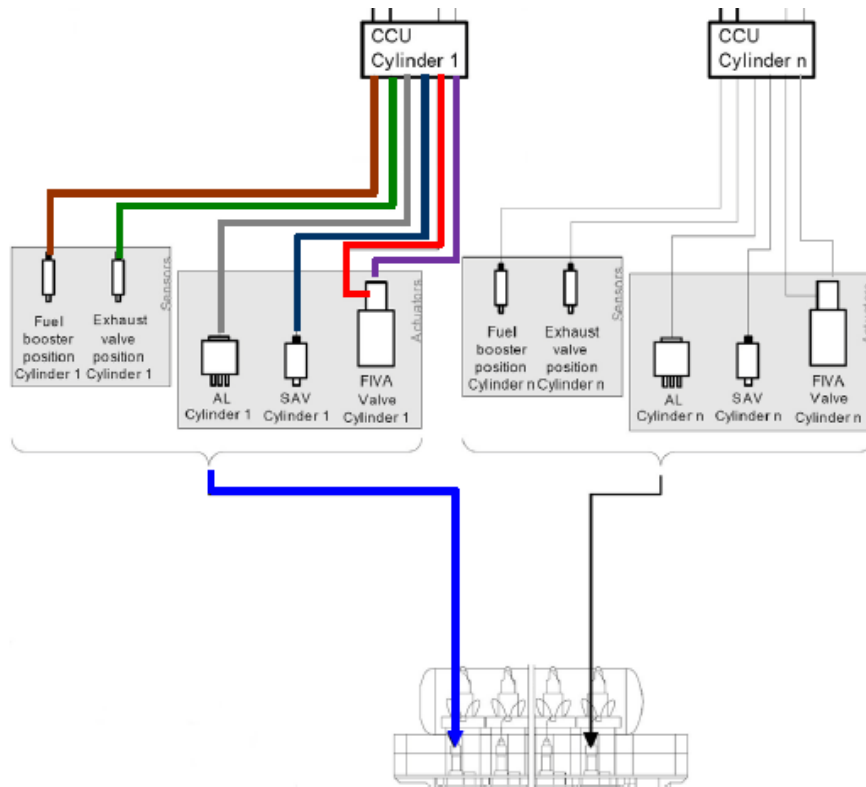 CCU
Cylinder 1
CCU
Cylinder n
Sensors
Fuel
booster
position
Cylinder 1
Exhaust
valve
position
Cylinder 1
Actuators
AL
Cylinder 1
SAV
Cylinder 1
FIVA
Valve
Cylinder 1
Sensors
Fuel
booster
position
Cylinder n
Exhaust
valve
position
Cylinder n
AL
Cylinder n
SAV
Cylinder n
FIVA
Valve
Cylinder n